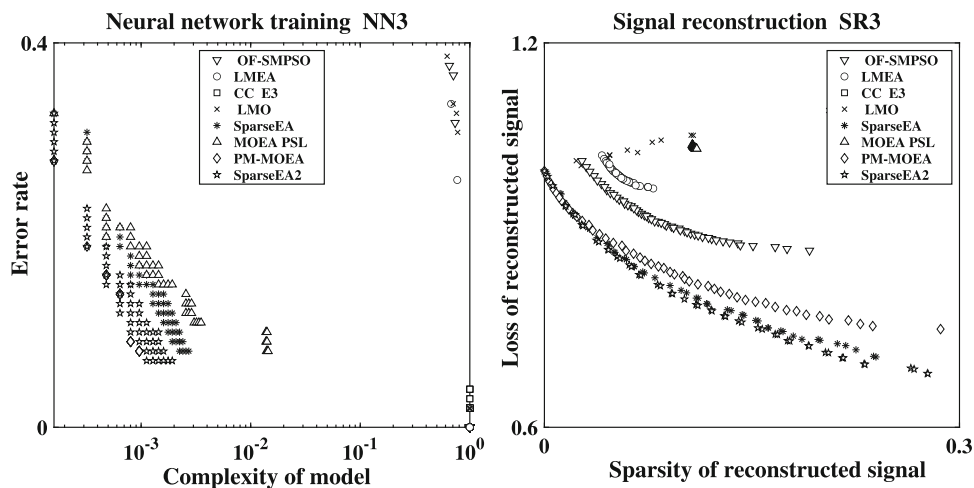 Neural network training NN3
0.4
OF-SMPSO
LMEA
CC E3
LMO
SparseEA
MOEA PSL
PM-MOEA
SparseEA2
Error rate
0
10-3
10-2
10-1
100
Complexity of model
Signal reconstruction SR3
1.2
OF-SMPSO
LMEA
CC E3
LMO
SparseEA
MOEA PSL
PM-MOEA
SparseEA2
Loss of reconstructed signal
0.6
0
0.3
Sparsity of reconstructed signal